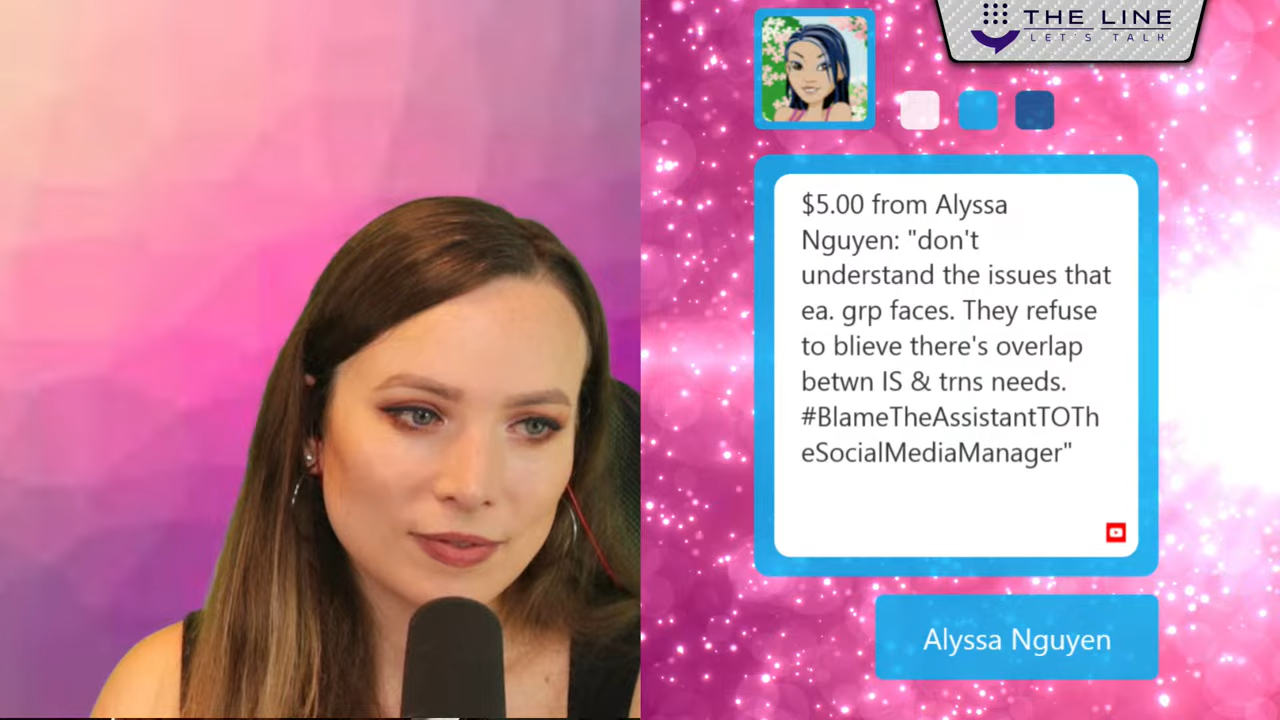 THE LINE
LET'S TALK
$5.00 from Alyssa
Nguyen: "don't
understand the issues that
ea. grp faces. They refuse
to blieve there's overlap
betwn IS & trns needs.
#BlameTheAssistantTOTh
eSocialMediaManager"
Alyssa Nguyen